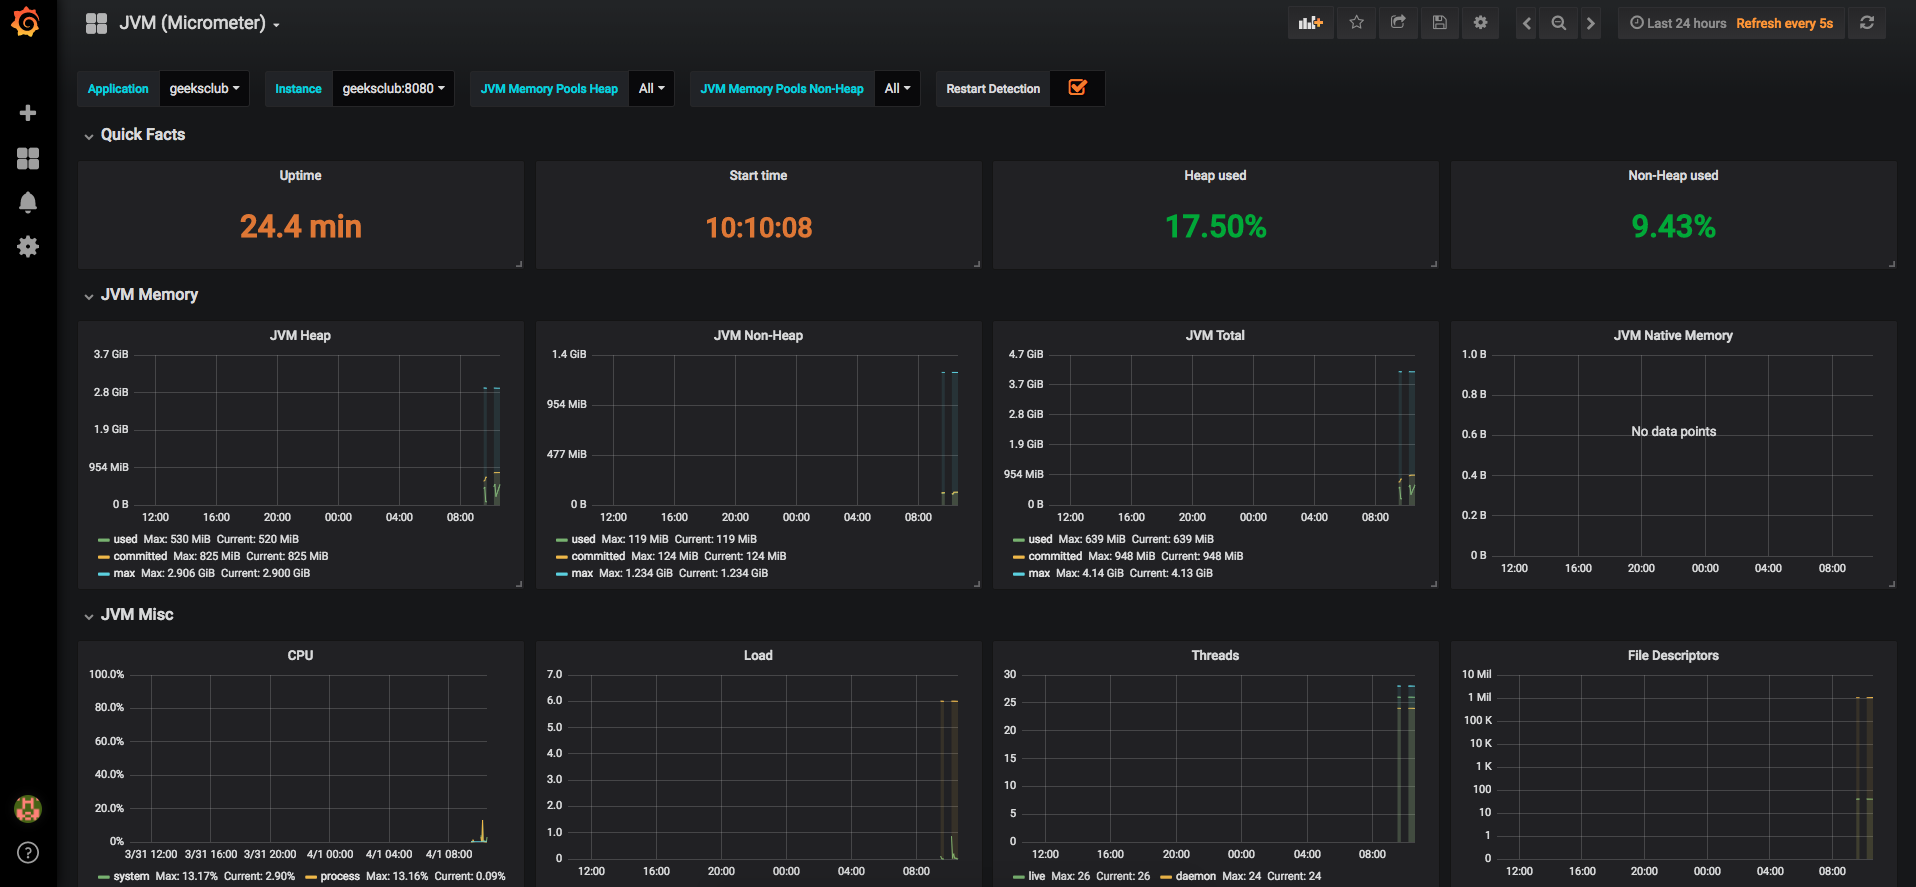 JVM (Micrometer)
Last 24 hours Refresh every 5s
Application geeksclub Instance geeksclub:8080 JVM Memory Pools Heap All JVM Memory Pools Non-Heap All Restart Detection
Quick Facts
Uptime
24.4 min
Start time
10:10:08
Heap used
17.50%
Non-Heap used
9.43%
JVM Memory
JVM Heap
3.7 GiB
2.8 GiB
1.9 GiB
954 MiB
0 B
12:00 16:00 20:00 00:00 04:00 08:00
used Max: 530 MiB Current: 520 MiB
committed Max: 825 MiB Current: 825 MiB
max Max: 2.906 GiB Current: 2.900 GiB
JVM Non-Heap
1.4 GiB
954 MiB
477 MiB
0 B
12:00 16:00 20:00 00:00 04:00 08:00
used Max: 119 MiB Current: 119 MiB
committed Max: 124 MiB Current: 124 MiB
max Max: 1.234 GiB Current: 1.234 GiB
JVM Total
4.7 GiB
3.7 GiB
2.8 GiB
1.9 GiB
954 MiB
0 B
12:00 16:00 20:00 00:00 04:00 08:00
used Max: 639 MiB Current: 639 MiB
committed Max: 948 MiB Current: 948 MiB
max Max: 4.14 GiB Current: 4.13 GiB
JVM Native Memory
1.0 B
0.8 B
0.6 B
0.4 B
0.2 B
0 B
No data points
12:00 16:00 20:00 00:00 04:00 08:00
JVM Misc
CPU
100.0%
80.0%
60.0%
40.0%
20.0%
0%
3/31 12:00 3/31 16:00 3/31 20:00 4/1 00:00 4/1 04:00 4/1 08:00
system Max: 13.17% Current: 2.90% process Max: 13.16% Current: 0.09%
Load
7.0
6.0
5.0
4.0
3.0
2.0
1.0
0
12:00 16:00 20:00 00:00 04:00 08:00
Threads
30
25
20
15
10
5
0
12:00 16:00 20:00 00:00 04:00 08:00
live Max: 26 Current: 26 daemon Max: 24 Current: 24
File Descriptors
10 Mil
1 Mil
100 K
10 K
1 K
100
10
1
0
12:00 16:00 20:00 00:00 04:00 08:00